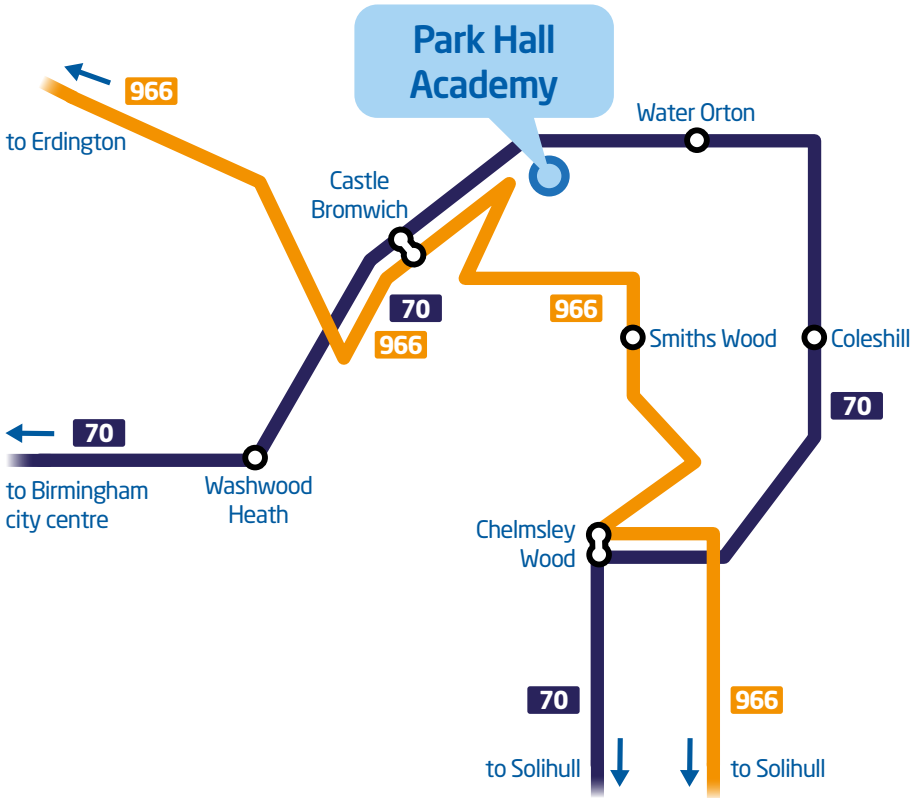 Park Hall
Academy
966
to Erdington
Water Orton
Castle
Bromwich
70
966
966
Smiths Wood
Coleshill
70
70
to Birmingham
city centre
Washwood
Heath
Chelmsley
Wood
70
966
to Solihull
to Solihull